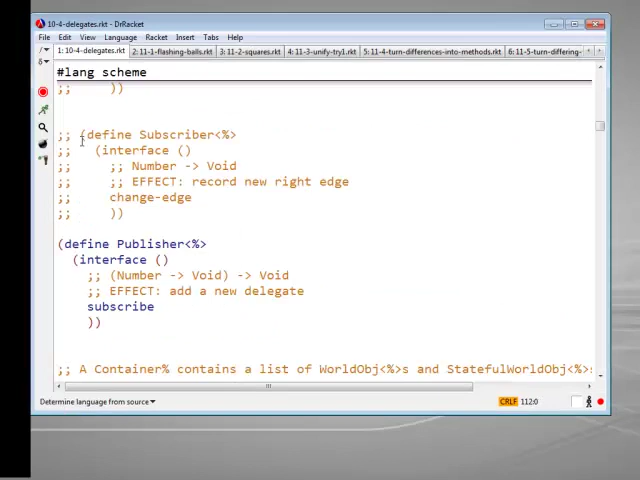 10-4-delegates.rkt - DrRacket
File Edit View Language Racket Insert Tabs Help
1: 10-4-delegates.rkt 2: 11-1-flashing-balls.rkt 3: 11-2-squares.rkt 4: 11-3-unify-try1.rkt 5: 11-4-turn-differences-into-methods.rkt 6: 11-5-turn-differing-
#lang scheme
;; ))
;; (define Subscriber<%>
;; (interface ()
;; ;; Number -> Void
;; ;; EFFECT: record new right edge
;; change-edge
;; ))
(define Publisher<%>
(interface ()
;; (Number -> Void) -> Void
;; EFFECT: add a new delegate
subscribe
))
;; A Container% contains a list of WorldObj<%>s and StatefulWorldObj<%>s
Determine language from source CRLF 112:0